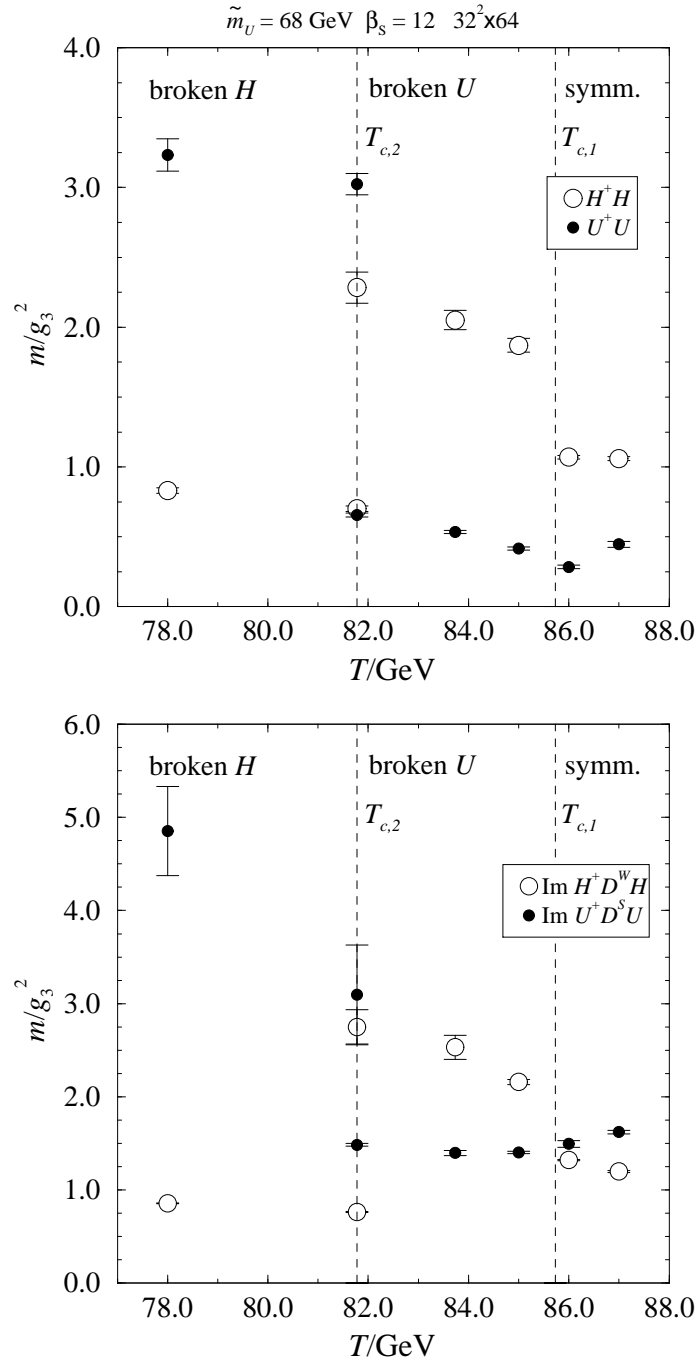 m̃_U = 68 GeV β_S = 12 32²x64
4.0
broken H broken U symm.
T_c,2 T_c,1
H⁺H
U⁺U
3.0
2.0
m/g₃²
1.0
0.0
78.0 80.0 82.0 84.0 86.0 88.0
T/GeV
6.0
broken H broken U symm.
5.0
T_c,2 T_c,1
Im H⁺D^W H
Im U⁺D^S U
4.0
3.0
m/g₃²
2.0
1.0
0.0
78.0 80.0 82.0 84.0 86.0 88.0
T/GeV